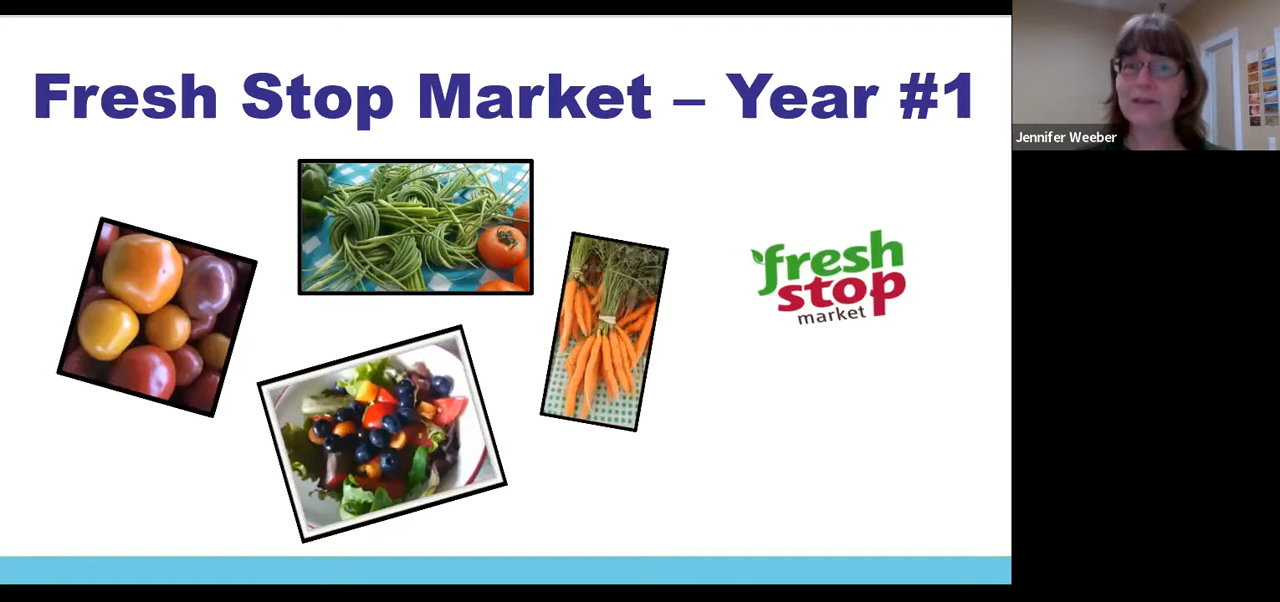 Fresh Stop Market – Year #1
Jennifer Weeber
fresh
stop
market